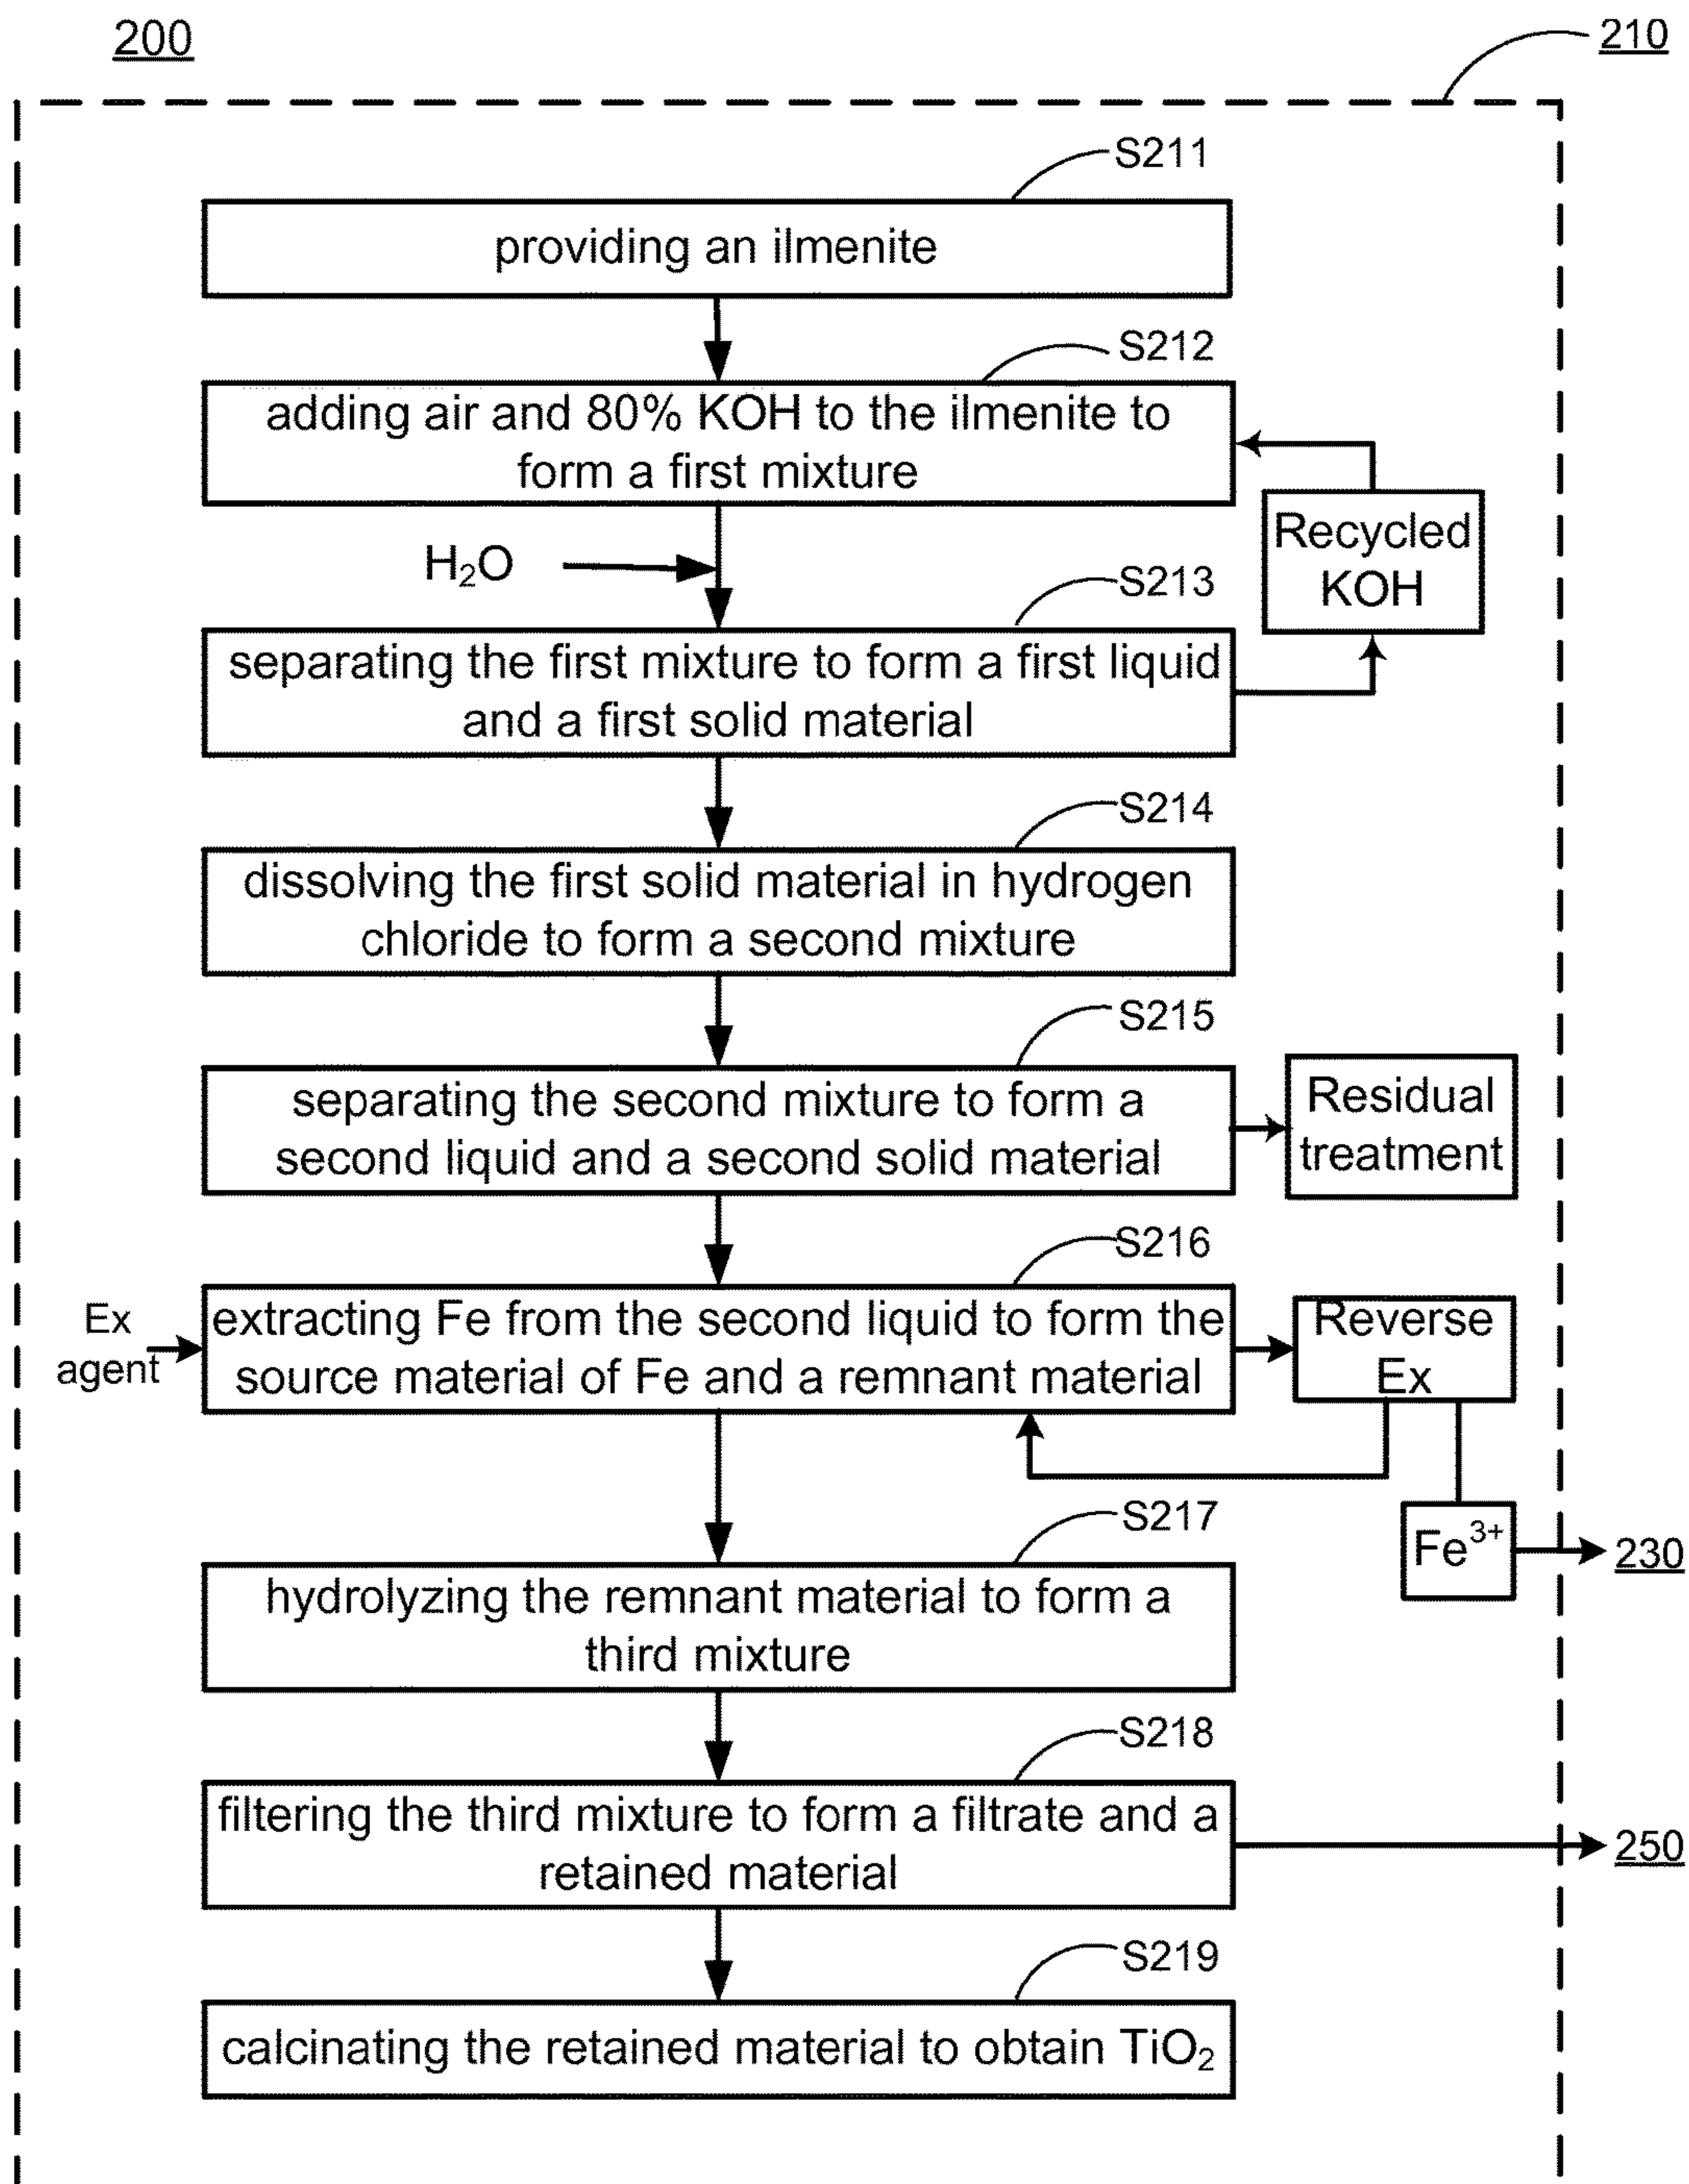 200
210
S211
providing an ilmenite
S212
adding air and 80% KOH to the ilmenite to
form a first mixture
Recycled
KOH
H₂O
S213
separating the first mixture to form a first liquid
and a first solid material
S214
dissolving the first solid material in hydrogen
chloride to form a second mixture
S215
separating the second mixture to form a
second liquid and a second solid material
Residual
treatment
S216
Ex
agent
extracting Fe from the second liquid to form the
source material of Fe and a remnant material
Reverse
Ex
Fe³⁺
230
S217
hydrolyzing the remnant material to form a
third mixture
S218
filtering the third mixture to form a filtrate and a
retained material
250
S219
calcinating the retained material to obtain TiO₂